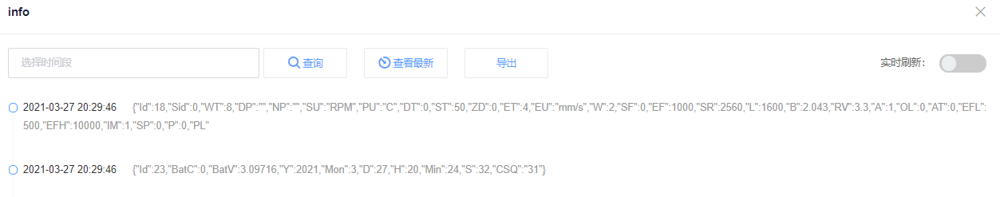 info
选择时间段
查询
查看最新
导出
实时刷新：
2021-03-27 20:29:46 {"Id":18,"Sid":0,"WT":8,"DP":"","NP":"","SU":"RPM","PU":"C","DT":0,"ST":50,"ZD":0,"ET":4,"EU":"mm/s","W":2,"SF":0,"EF":1000,"SR":2560,"L":1600,"B":2.043,"RV":3.3,"A":1,"OL":0,"AT":0,"EFL":
500,"EFH":10000,"IM":1,"SP":0,"P":0,"PL"
2021-03-27 20:29:46 {"Id":23,"BatC":0,"BatV":3.09716,"Y":2021,"Mon":3,"D":27,"H":20,"Min":24,"S":32,"CSQ":"31"}